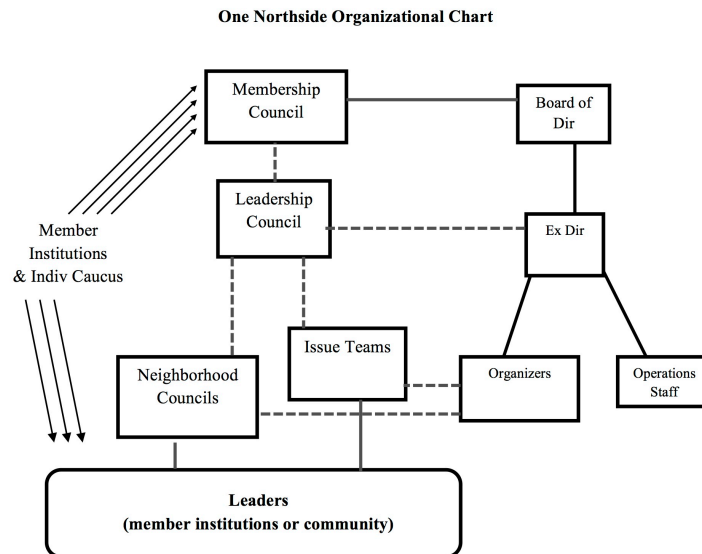 One Northside Organizational Chart
Membership
Council
Board of
Dir
Leadership
Council
Member
Institutions
& Indiv Caucus
Ex Dir
Issue Teams
Neighborhood
Councils
Organizers
Operations
Staff
Leaders
(member institutions or community)